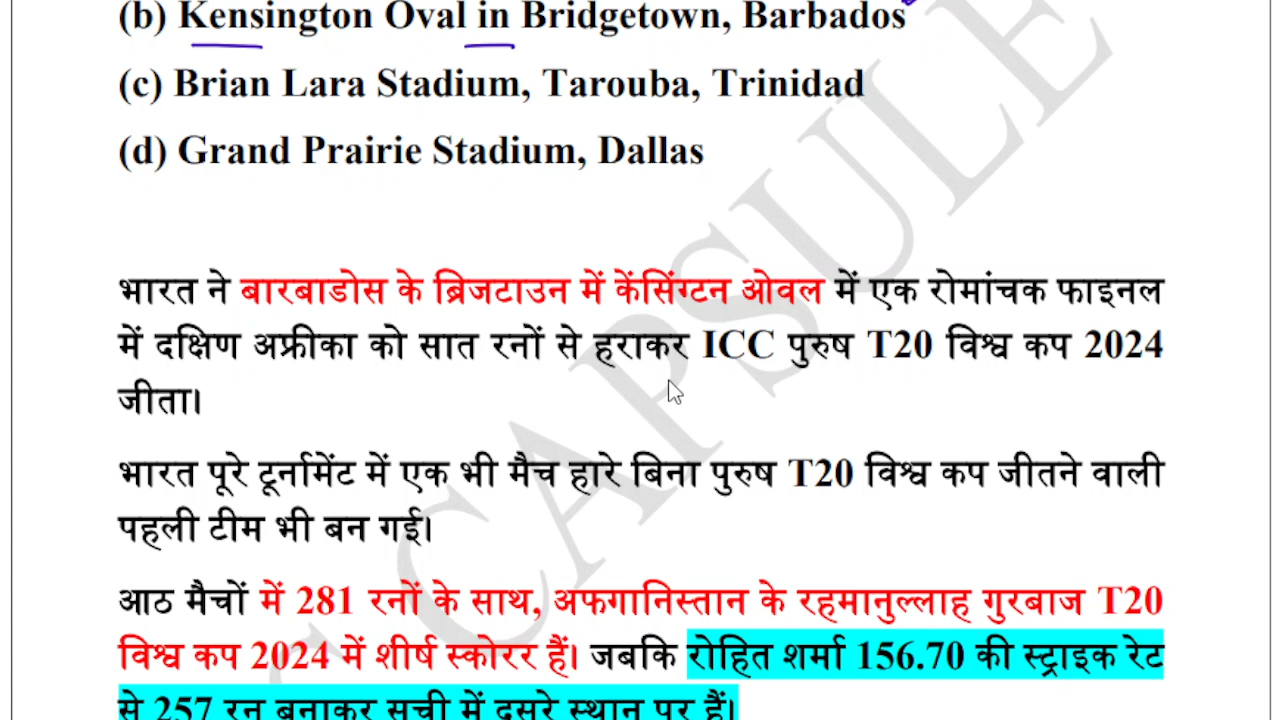 (b) Kensington Oval in Bridgetown, Barbados
(c) Brian Lara Stadium, Tarouba, Trinidad
(d) Grand Prairie Stadium, Dallas
भारत ने बारबाडोस के ब्रिजटाउन में केंसिंग्टन ओवल में एक रोमांचक फाइनल
में दक्षिण अफ्रीका को सात रनों से हराकर ICC पुरुष T20 विश्व कप 2024
जीता।
भारत पूरे टूर्नामेंट में एक भी मैच हारे बिना पुरुष T20 विश्व कप जीतने वाली
पहली टीम भी बन गई।
आठ मैचों में 281 रनों के साथ, अफगानिस्तान के रहमानुल्लाह गुरबाज T20
विश्व कप 2024 में शीर्ष स्कोरर हैं। जबकि रोहित शर्मा 156.70 की स्ट्राइक रेट
से 257 रन बनाकर सूची में दूसरे स्थान पर हैं।
CAPSULE